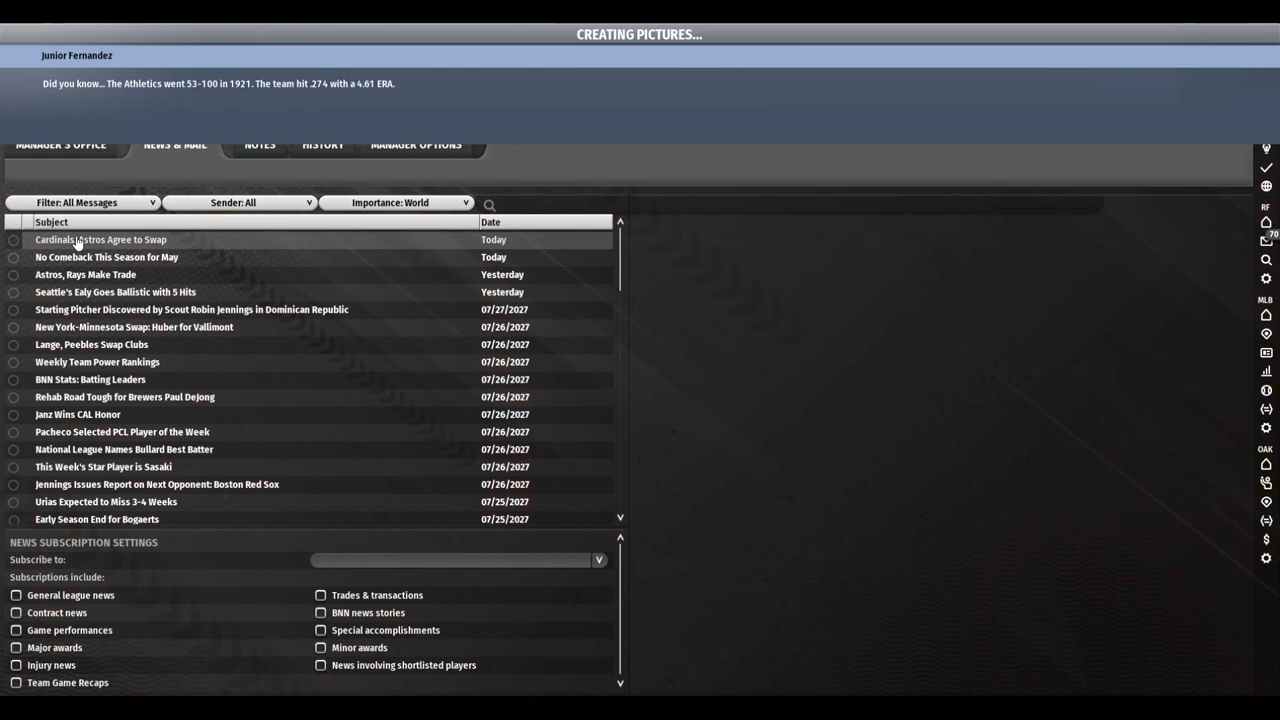 CREATING PICTURES...
Junior Fernandez
Did you know... The Athletics went 53-100 in 1921. The team hit .274 with a 4.61 ERA.
MANAGER'S OFFICE NEWS & MAIL NOTES HISTORY MANAGER OPTIONS
Filter: All Messages Sender: All Importance: World
Subject Date
Cardinals, Astros Agree to Swap Today
No Comeback This Season for May Today
Astros, Rays Make Trade Yesterday
Seattle's Ealy Goes Ballistic with 5 Hits Yesterday
Starting Pitcher Discovered by Scout Robin Jennings in Dominican Republic 07/27/2027
New York-Minnesota Swap: Huber for Vallimont 07/26/2027
Lange, Peebles Swap Clubs 07/26/2027
Weekly Team Power Rankings 07/26/2027
BNN Stats: Batting Leaders 07/26/2027
Rehab Road Tough for Brewers Paul DeJong 07/26/2027
Janz Wins CAL Honor 07/26/2027
Pacheco Selected PCL Player of the Week 07/26/2027
National League Names Bullard Best Batter 07/26/2027
This Week's Star Player is Sasaki 07/26/2027
Jennings Issues Report on Next Opponent: Boston Red Sox 07/26/2027
Urias Expected to Miss 3-4 Weeks 07/25/2027
Early Season End for Bogaerts 07/25/2027
NEWS SUBSCRIPTION SETTINGS
Subscribe to:
Subscriptions include:
General league news Trades & transactions
Contract news BNN news stories
Game performances Special accomplishments
Major awards Minor awards
Injury news News involving shortlisted players
Team Game Recaps
RF
70
MLB
OAK
$